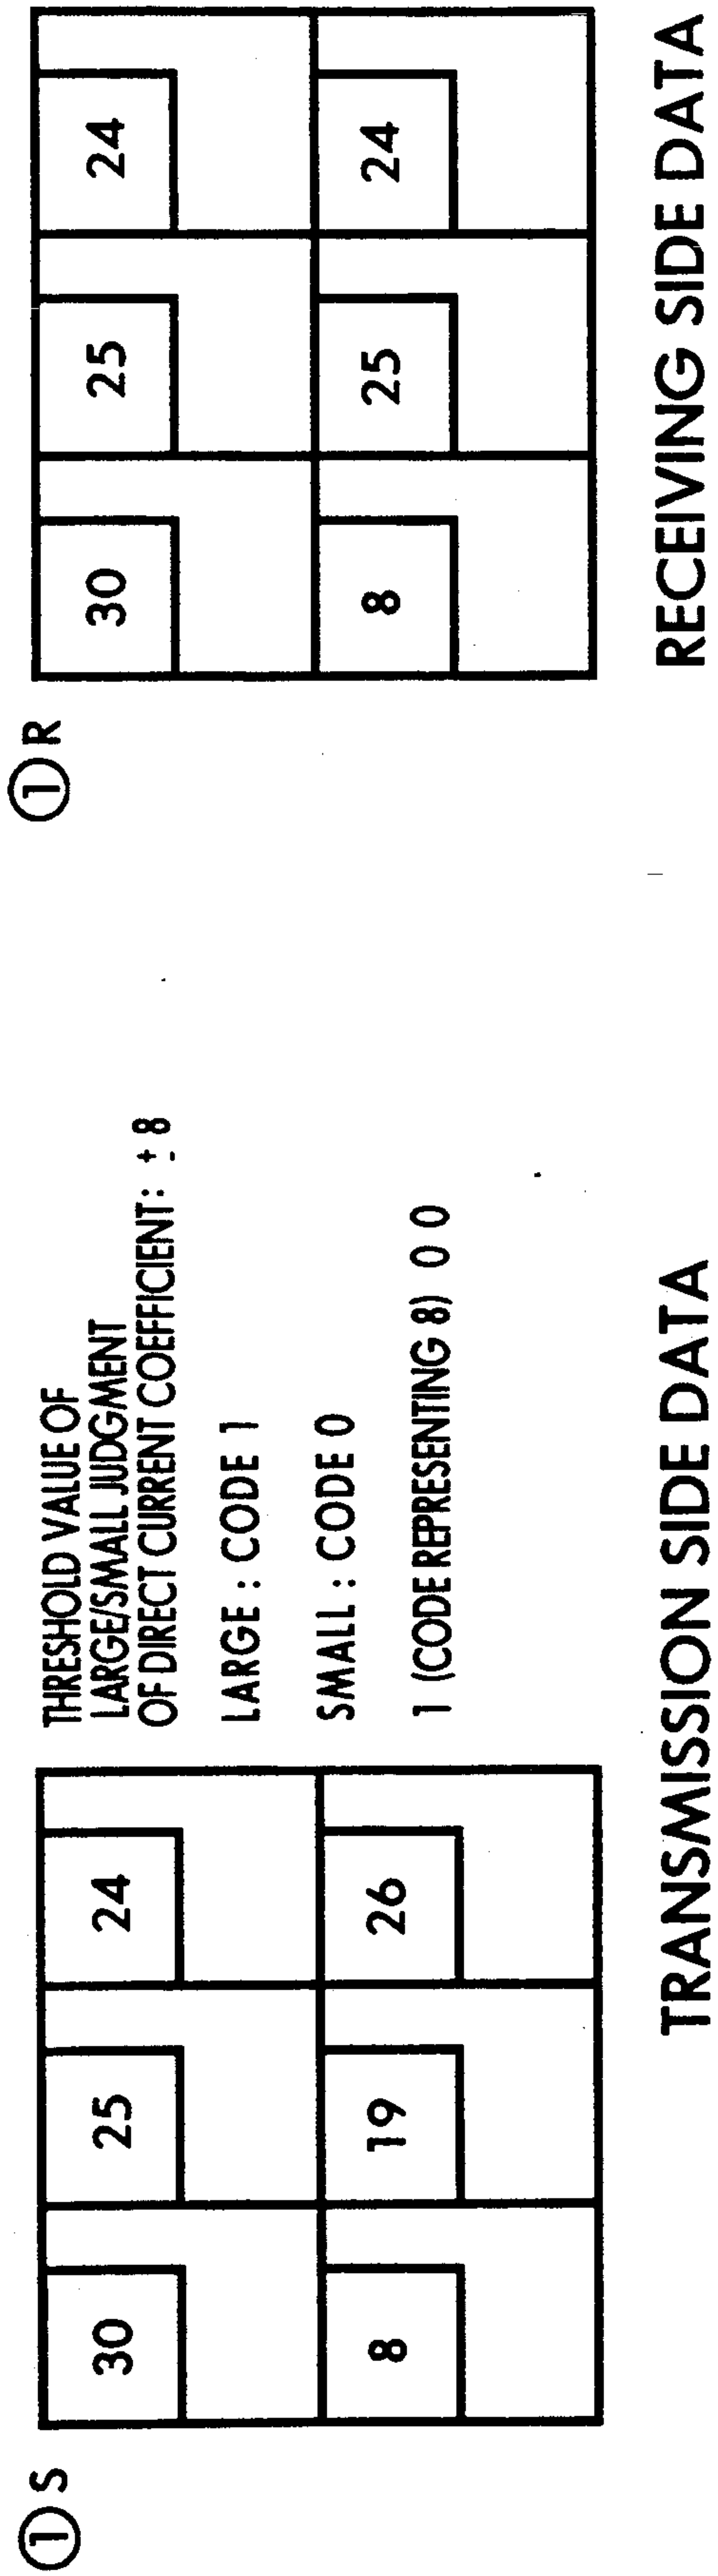 ① S
30 25 24
8 19 26
THRESHOLD VALUE OF
LARGE/SMALL JUDGMENT
OF DIRECT CURRENT COEFFICIENT: ± 8
LARGE : CODE 1
SMALL : CODE 0
1 (CODE REPRESENTING 8) 0 0
TRANSMISSION SIDE DATA
① R
30 25 24
8 25 24
RECEIVING SIDE DATA